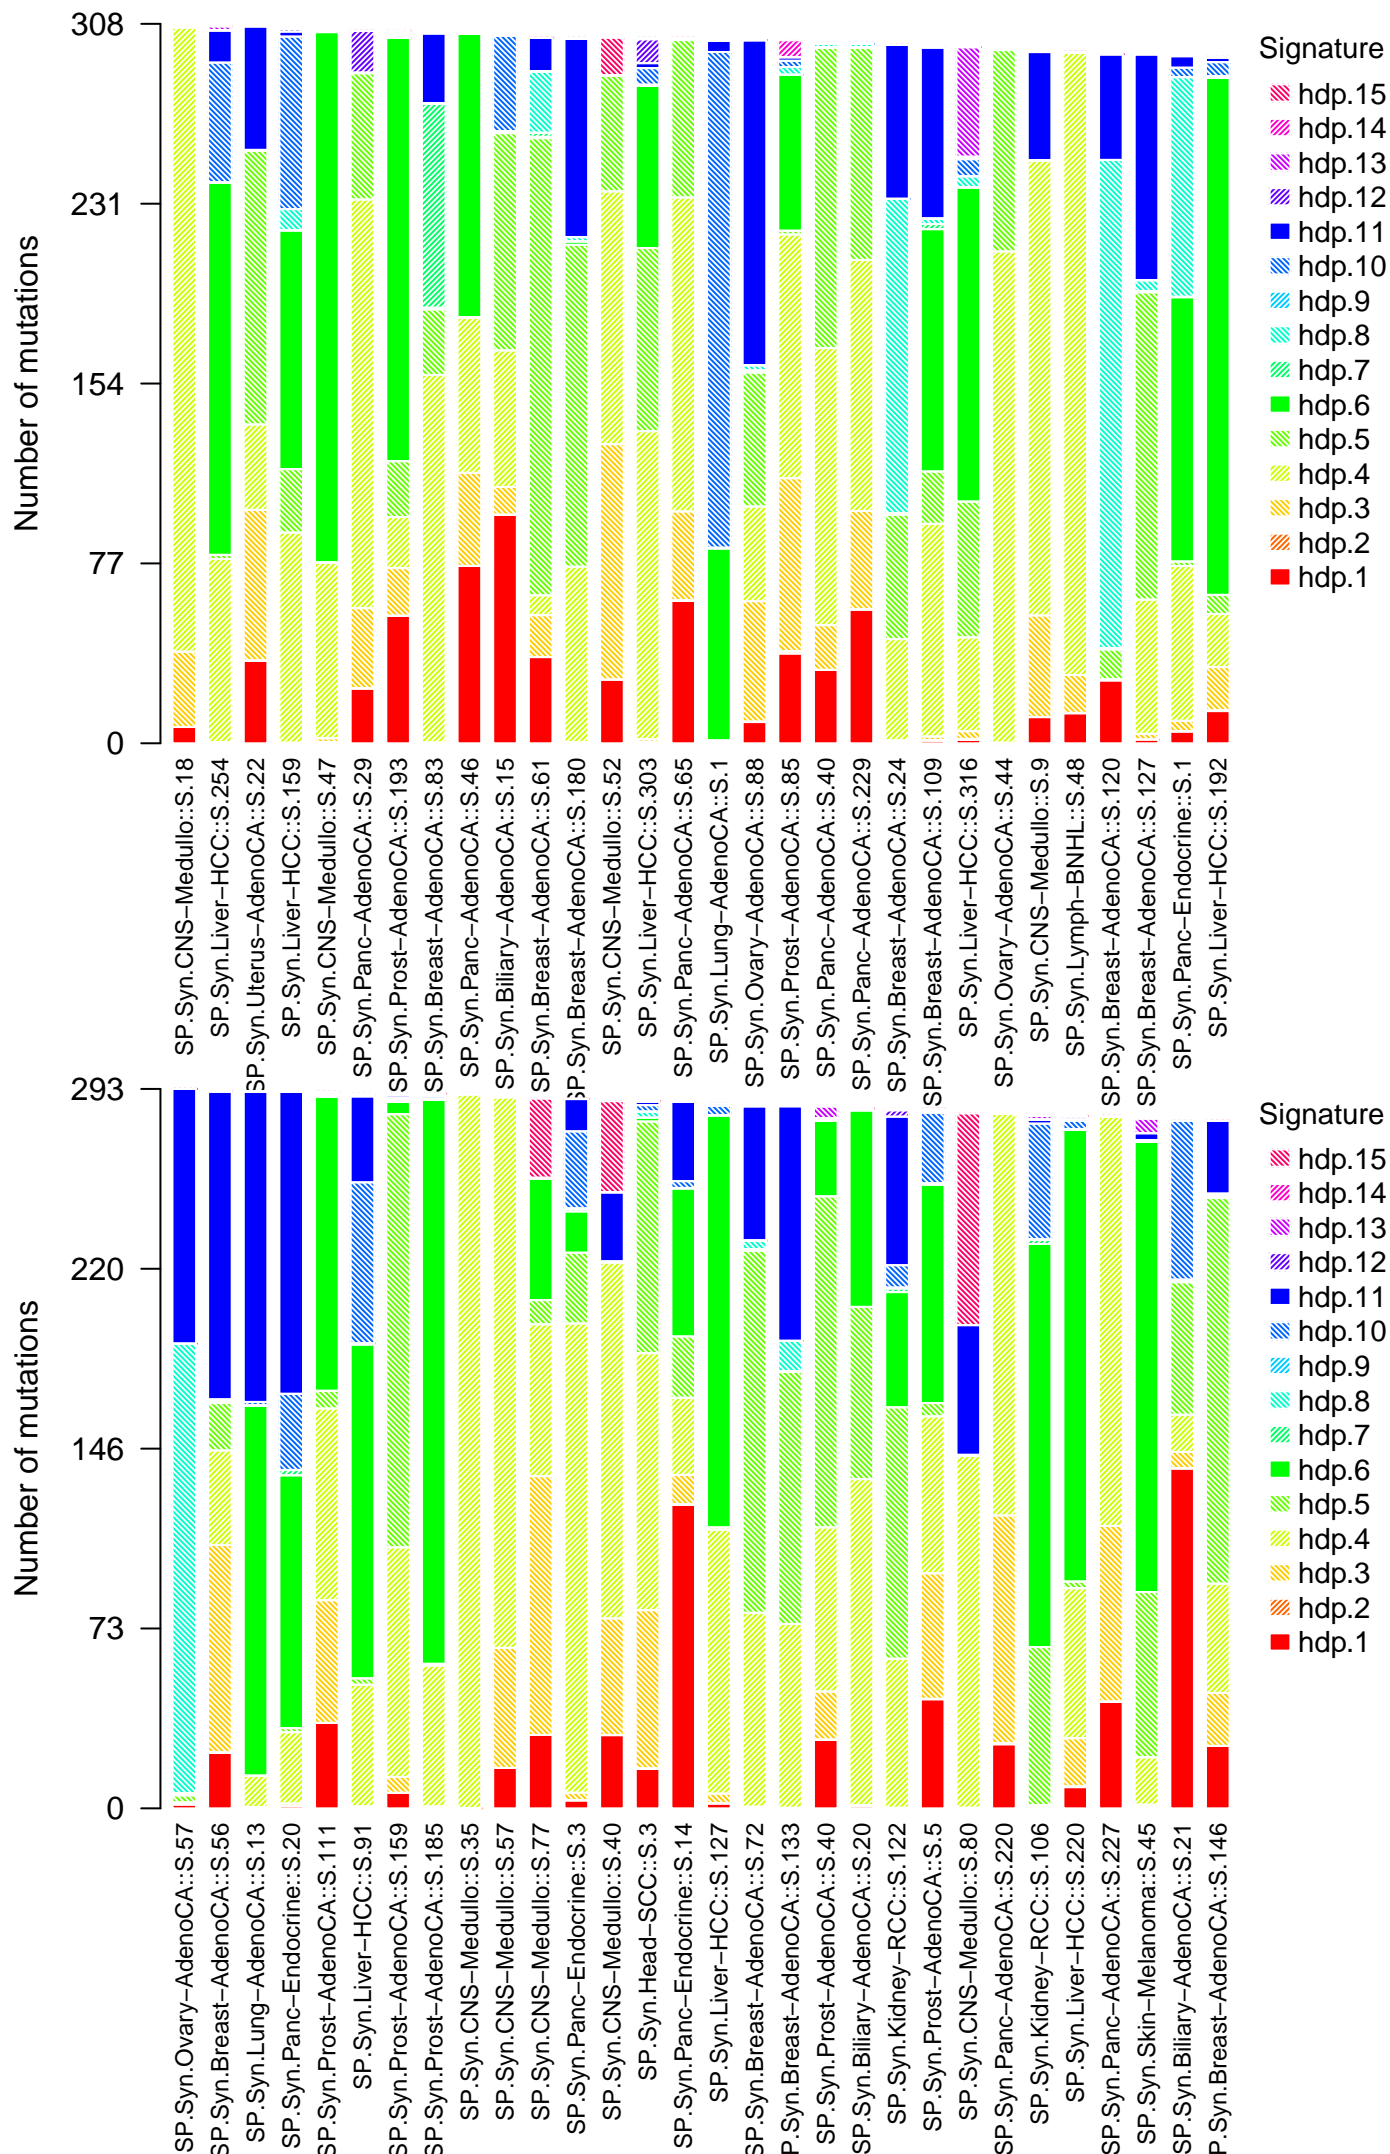 Number of mutations
308
231
154
77
0
SP.Syn.CNS−Medullo::S.18
SP.Syn.Liver−HCC::S.254
SP.Syn.Uterus−AdenoCA::S.22
SP.Syn.Liver−HCC::S.159
SP.Syn.CNS−Medullo::S.47
SP.Syn.Panc−AdenoCA::S.29
SP.Syn.Prost−AdenoCA::S.193
SP.Syn.Breast−AdenoCA::S.83
SP.Syn.Panc−AdenoCA::S.46
SP.Syn.Biliary−AdenoCA::S.15
SP.Syn.Breast−AdenoCA::S.61
SP.Syn.Breast−AdenoCA::S.180
SP.Syn.CNS−Medullo::S.52
SP.Syn.Liver−HCC::S.303
SP.Syn.Panc−AdenoCA::S.65
SP.Syn.Lung−AdenoCA::S.1
SP.Syn.Ovary−AdenoCA::S.88
SP.Syn.Prost−AdenoCA::S.85
SP.Syn.Panc−AdenoCA::S.40
SP.Syn.Panc−AdenoCA::S.229
SP.Syn.Breast−AdenoCA::S.24
SP.Syn.Breast−AdenoCA::S.109
SP.Syn.Liver−HCC::S.316
SP.Syn.Ovary−AdenoCA::S.44
SP.Syn.CNS−Medullo::S.9
SP.Syn.Lymph−BNHL::S.48
SP.Syn.Breast−AdenoCA::S.120
SP.Syn.Breast−AdenoCA::S.127
SP.Syn.Panc−Endocrine::S.1
SP.Syn.Liver−HCC::S.192
Signature
hdp.15
hdp.14
hdp.13
hdp.12
hdp.11
hdp.10
hdp.9
hdp.8
hdp.7
hdp.6
hdp.5
hdp.4
hdp.3
hdp.2
hdp.1
Number of mutations
293
220
146
73
0
SP.Syn.Ovary−AdenoCA::S.57
SP.Syn.Breast−AdenoCA::S.56
SP.Syn.Lung−AdenoCA::S.13
SP.Syn.Panc−Endocrine::S.20
SP.Syn.Prost−AdenoCA::S.111
SP.Syn.Liver−HCC::S.91
SP.Syn.Prost−AdenoCA::S.159
SP.Syn.Prost−AdenoCA::S.185
SP.Syn.CNS−Medullo::S.35
SP.Syn.CNS−Medullo::S.57
SP.Syn.CNS−Medullo::S.77
SP.Syn.Panc−Endocrine::S.3
SP.Syn.CNS−Medullo::S.40
SP.Syn.Head−SCC::S.3
SP.Syn.Panc−Endocrine::S.14
SP.Syn.Liver−HCC::S.127
SP.Syn.Breast−AdenoCA::S.72
SP.Syn.Breast−AdenoCA::S.133
SP.Syn.Prost−AdenoCA::S.40
SP.Syn.Biliary−AdenoCA::S.20
SP.Syn.Kidney−RCC::S.122
SP.Syn.Prost−AdenoCA::S.5
SP.Syn.CNS−Medullo::S.80
SP.Syn.Panc−AdenoCA::S.220
SP.Syn.Kidney−RCC::S.106
SP.Syn.Liver−HCC::S.220
SP.Syn.Panc−AdenoCA::S.227
SP.Syn.Skin−Melanoma::S.45
SP.Syn.Biliary−AdenoCA::S.21
P.Syn.Breast−AdenoCA::S.146
Signature
hdp.15
hdp.14
hdp.13
hdp.12
hdp.11
hdp.10
hdp.9
hdp.8
hdp.7
hdp.6
hdp.5
hdp.4
hdp.3
hdp.2
hdp.1